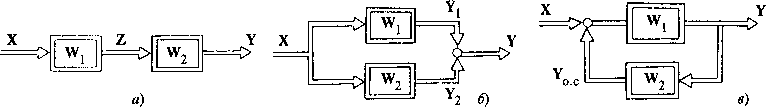 X W₁ Z W₂ Y
а)
X W₁ Y₁
W₂ Y₂ Y
б)
X W₁ Y
Yо.с W₂
в)